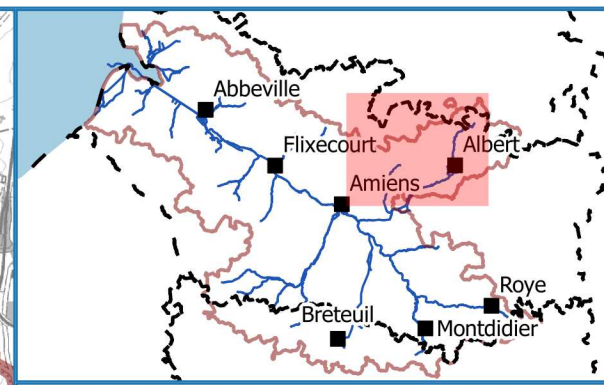 Abbeville
Flixecourt
Albert
Amiens
Roye
Breteuil
Montdidier